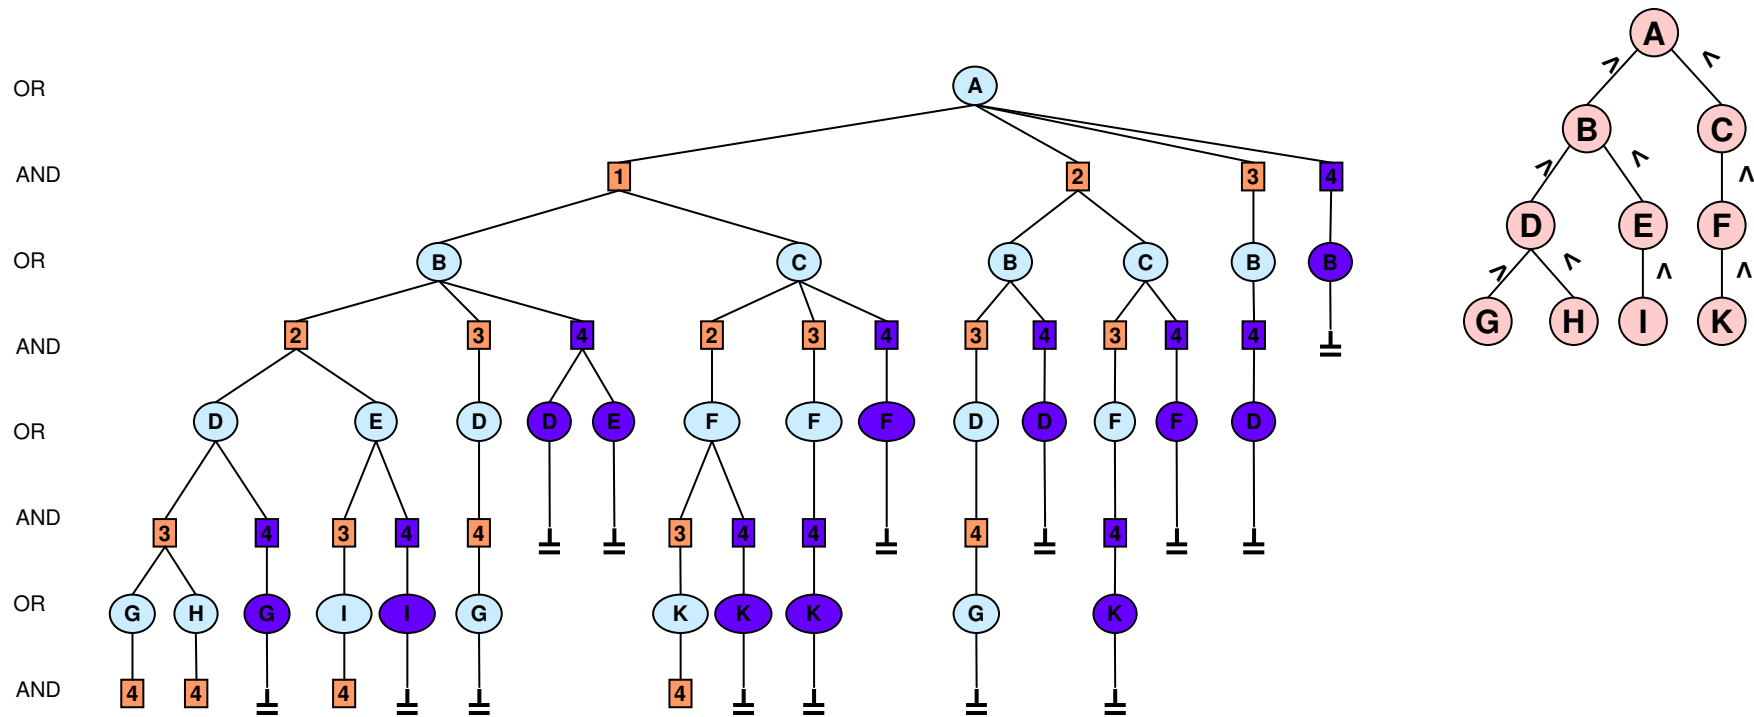 A
OR A
> <
B C
AND 1 2 3 4
> < <
D E F
OR B C B C B B
> < < <
G H I K
AND 2 3 4 2 3 4 3 4 3 4 4
OR D E D D E F F F D D F F D
AND 3 4 3 4 4 3 4 4 4 4
OR G H G I I G K K K G K
AND 4 4 4 4